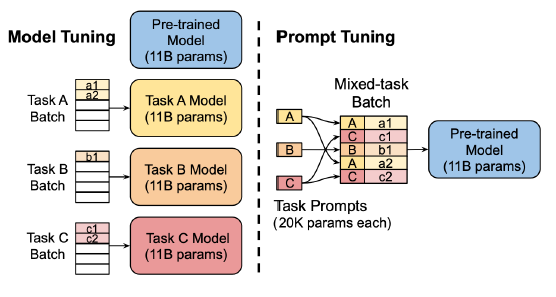 Model Tuning
Pre-trained
Model
(11B params)
Task A
Batch
a1
a2
Task A Model
(11B params)
Task B
Batch
b1
Task B Model
(11B params)
Task C
Batch
c1
c2
Task C Model
(11B params)
Prompt Tuning
Mixed-task
Batch
A
B
C
A a1
C c1
B b1
A a2
C c2
Task Prompts
(20K params each)
Pre-trained
Model
(11B params)